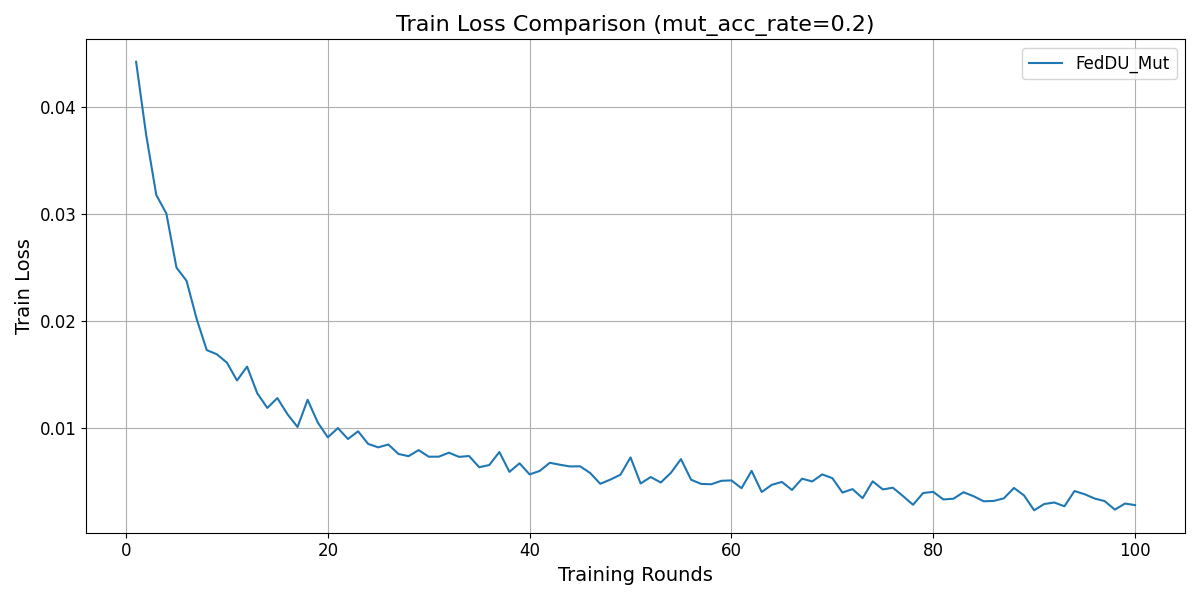 Train Loss Comparison (mut_acc_rate=0.2)
FedDU_Mut
0.04
0.03
0.02
0.01
Train Loss
0 20 40 60 80 100
Training Rounds